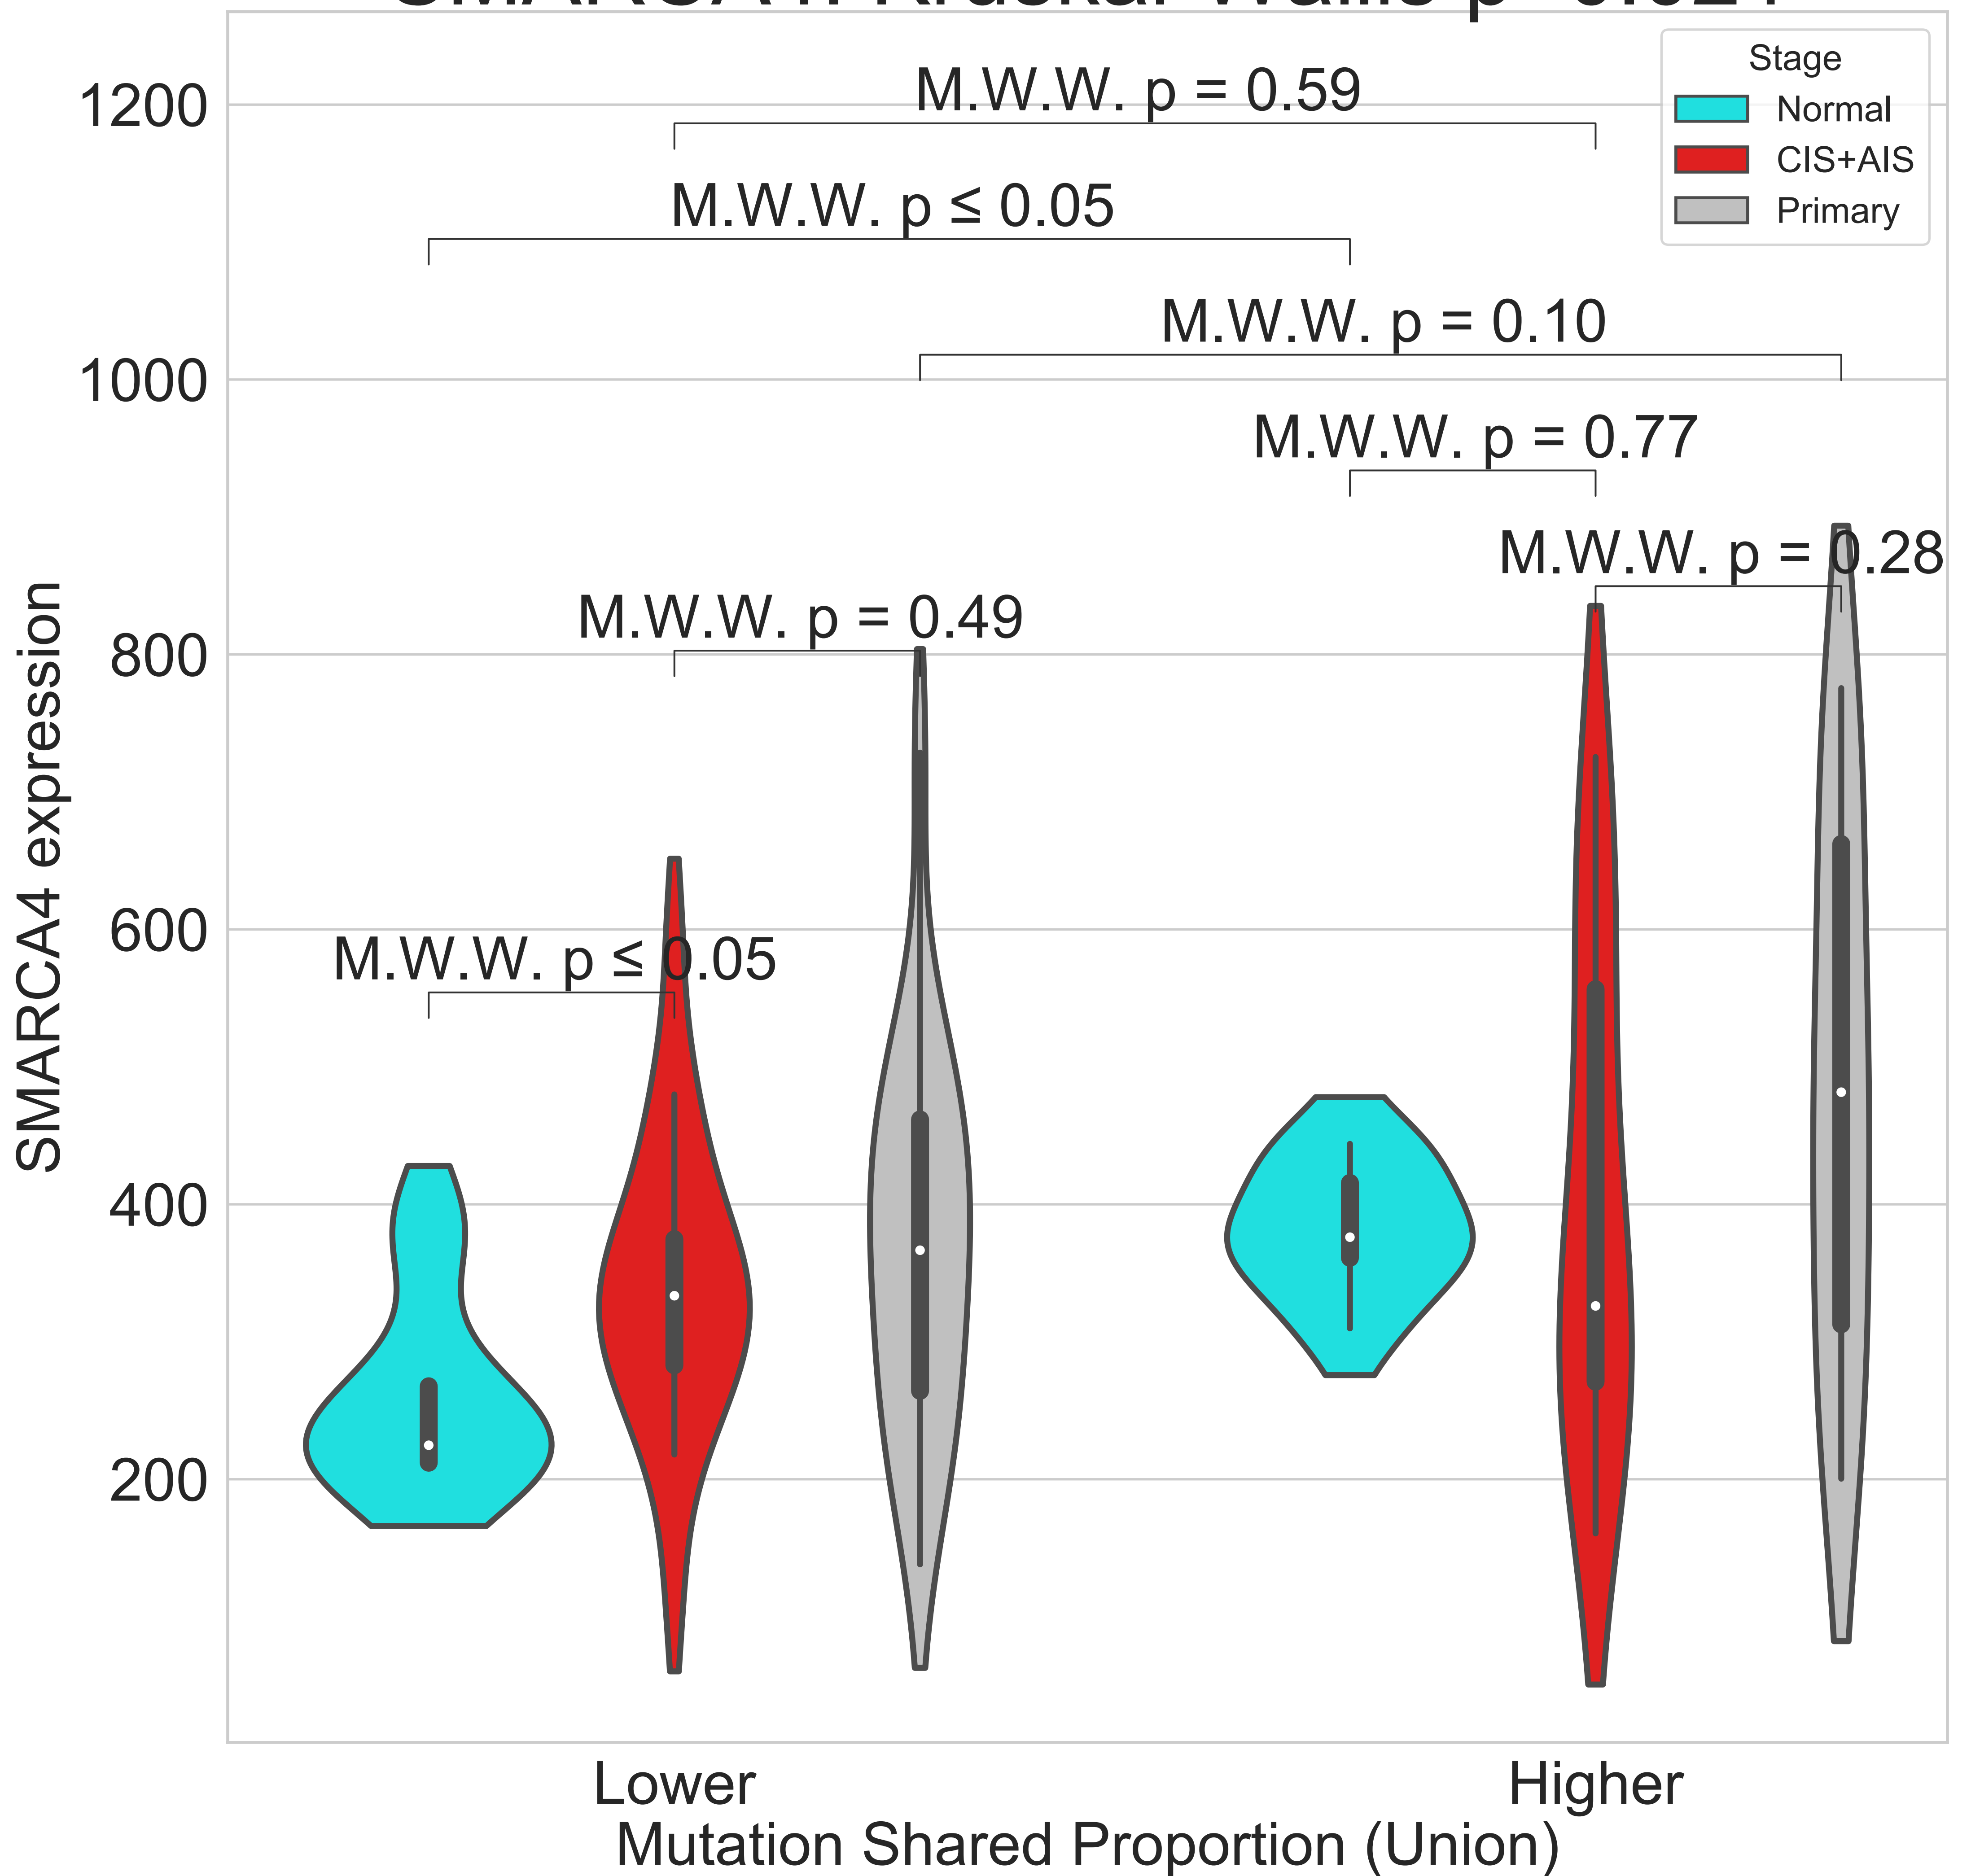 Stage
Normal
CIS+AIS
Primary
M.W.W. p = 0.59
M.W.W. p ≤ 0.05
M.W.W. p = 0.10
M.W.W. p = 0.77
M.W.W. p = 0.28
M.W.W. p = 0.49
M.W.W. p ≤ 0.05
1200
1000
800
600
400
200
SMARCA4 expression
Lower
Higher
Mutation Shared Proportion (Union)